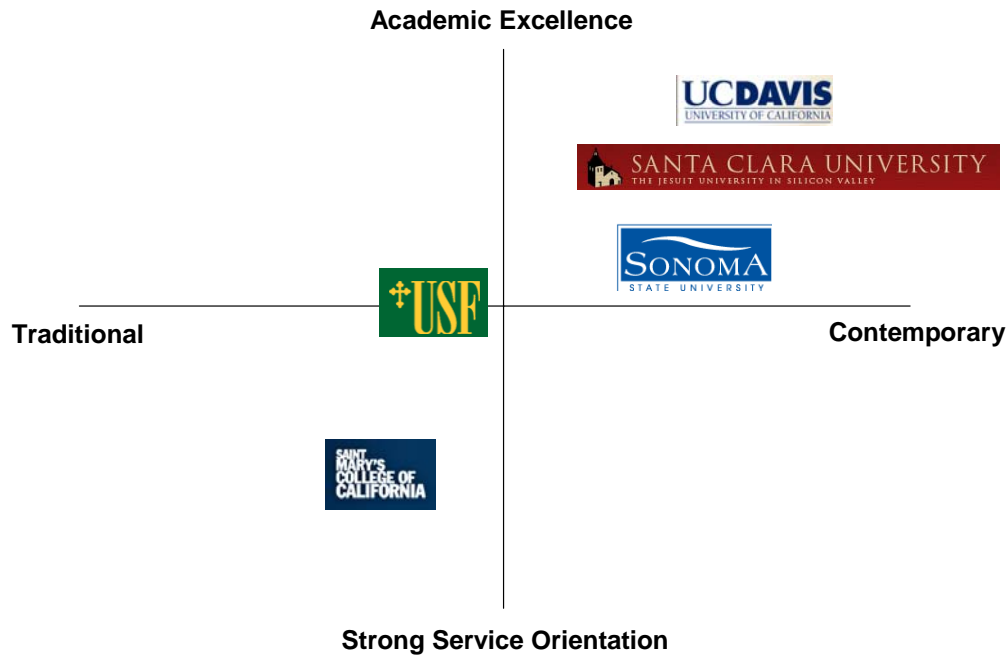 Academic Excellence
UCDAVIS
UNIVERSITY OF CALIFORNIA
SANTA CLARA UNIVERSITY
THE JESUIT UNIVERSITY IN SILICON VALLEY
SONOMA
STATE UNIVERSITY
USF
Traditional
Contemporary
SAINT
MARY'S
COLLEGE OF
CALIFORNIA
Strong Service Orientation